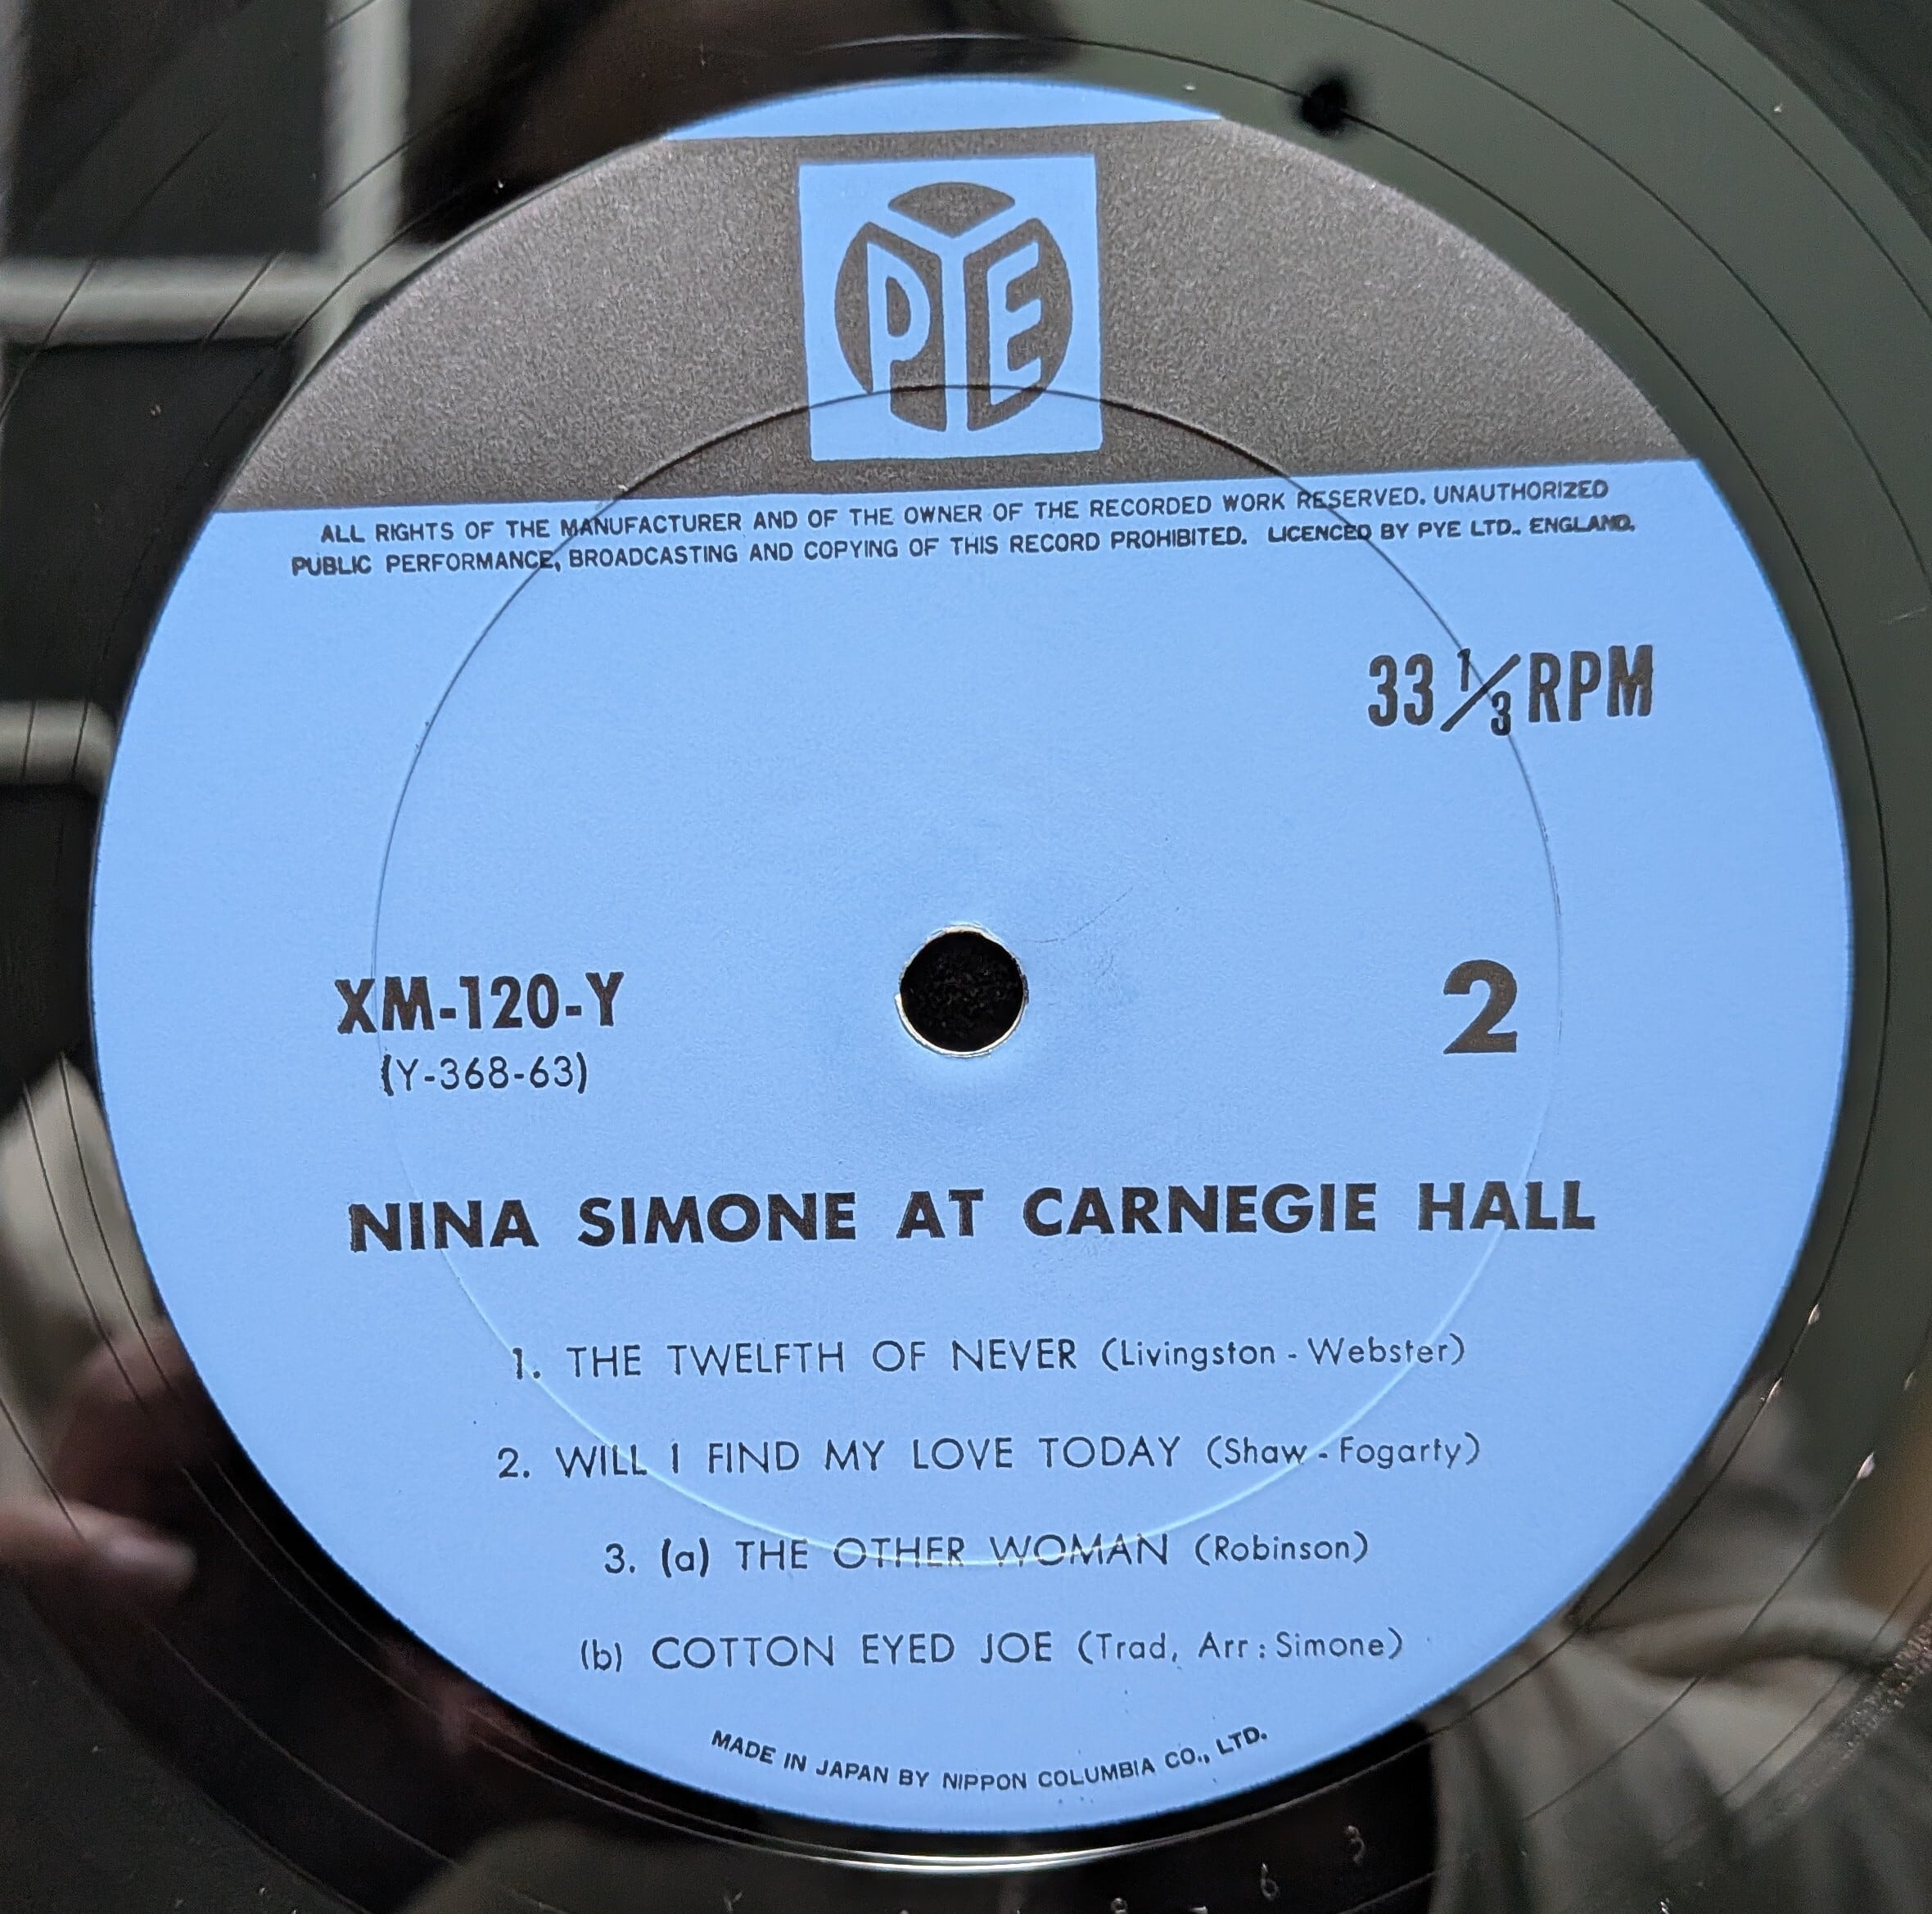 PYE
ALL RIGHTS OF THE MANUFACTURER AND OF THE OWNER OF THE RECORDED WORK RESERVED. UNAUTHORIZED
PUBLIC PERFORMANCE, BROADCASTING AND COPYING OF THIS RECORD PROHIBITED. LICENCED BY PYE LTD., ENGLAND.
33 1/3 RPM
XM-120-Y
(Y-368-63)
2
NINA SIMONE AT CARNEGIE HALL
1. THE TWELFTH OF NEVER (Livingston - Webster)
2. WILL I FIND MY LOVE TODAY (Shaw - Fogarty)
3. (a) THE OTHER WOMAN (Robinson)
(b) COTTON EYED JOE (Trad, Arr : Simone)
MADE IN JAPAN BY NIPPON COLUMBIA CO., LTD.